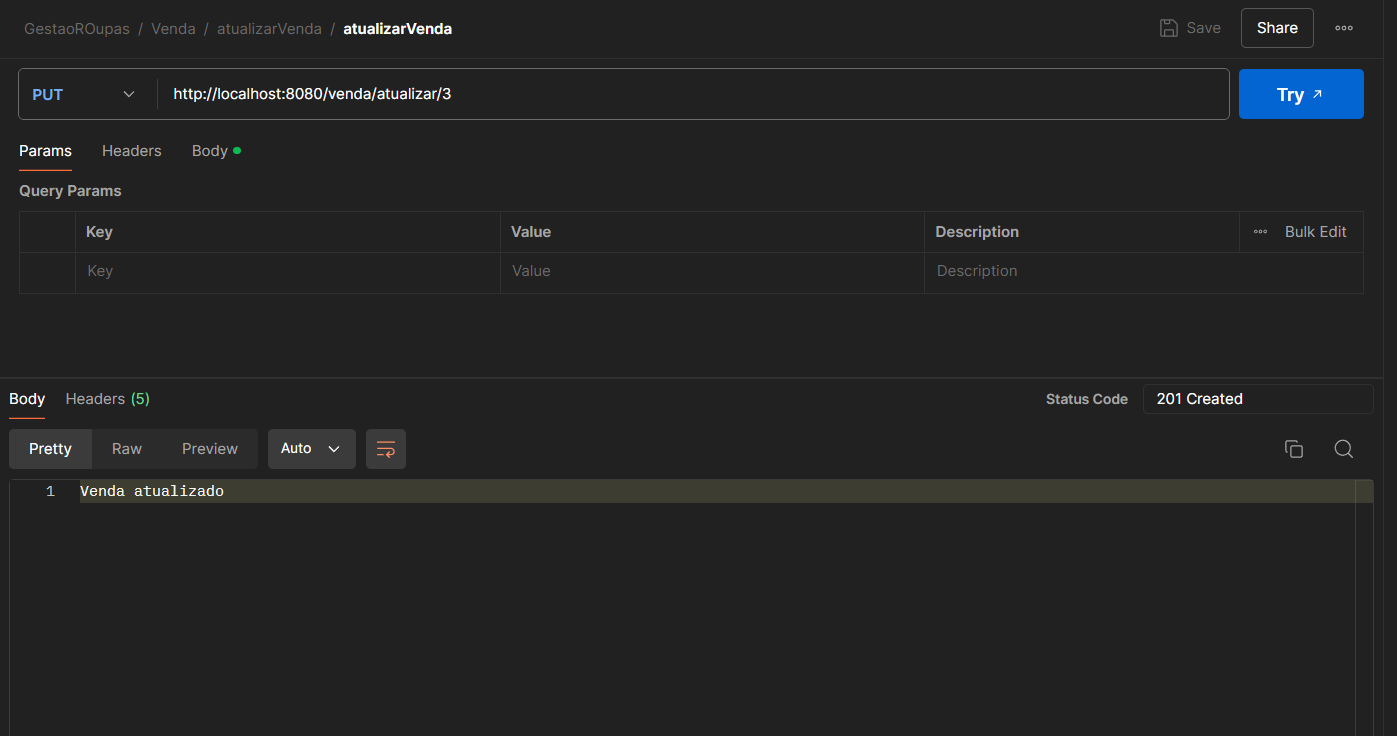 GestaoROupas / Venda / atualizarVenda / atualizarVenda Save Share
PUT http://localhost:8080/venda/atualizar/3 Try
Params Headers Body
Query Params
Key Value Description Bulk Edit
Key Value Description
Body Headers (5) Status Code 201 Created
Pretty Raw Preview Auto
1 Venda atualizado